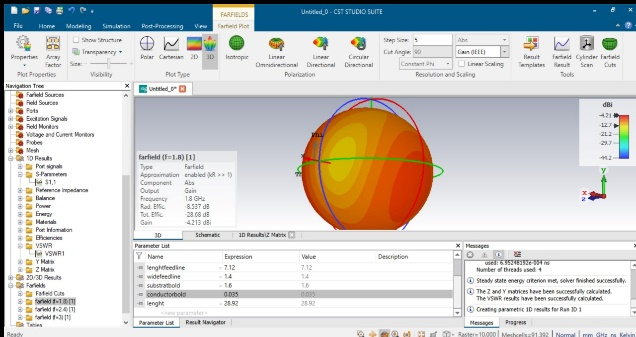 FARFIELDS
Untitled_0 - CST STUDIO SUITE
File Home Modeling Simulation Post-Processing View Farfield Plot
Properties
Array Factor
Show Structure
Transparency
Size:
Polar Cartesian 2D 3D
Isotropic
Linear Omnidirectional
Linear Directional
Circular Directional
Step Size: 5
Cut Angle: 90
Abs
Gain (IEEE)
Constant Phi
Linear Scaling
Result Templates
Farfield Result
Cylinder Scan
Farfield Cuts
Plot Properties Visibility Plot Type Polarization Resolution and Scaling Tools
Navigation Tree
Farfield Sources
Field Sources
Ports
Excitation Signals
Field Monitors
Voltage and Current Monitors
Probes
Mesh
1D Results
Port signals
S-Parameters
S1,1
Reference Impedance
Balance
Power
Energy
Materials
Port Information
Efficiencies
VSWR
VSWR1
Y Matrix
Z Matrix
2D/3D Results
Farfields
Farfield Cuts
farfield (f=1.8) [1]
farfield (f=2.4) [1]
farfield (f=3) [1]
Tables
Untitled_0*
farfield (f=1.8) [1]
Type Farfield
Approximation enabled (kR >> 1)
Component Abs
Output Gain
Frequency 1.8 GHz
Rad. Effic. -8.537 dB
Tot. Effic. -28.68 dB
Gain -4.213 dBi
dBi
-4.21
-12.7
-21.2
-29.7
-44.2
y
x
z
3D Schematic 1D Results\Z Matrix
Parameter List
Name Expression Value Description
lenghtfeedline = 7.12 7.12
widefeedline = 1.4 1.4
substratbold = 1.6 1.6
conductorbold = 0.035 0.035
lenght = 28.92 28.92
<new parameter>
Parameter List Result Navigator
Messages
used: 6.95248192e-004 ns
Number of threads used: 4
Steady state energy criterion met, solver finished successfully.
The Z and Y matrices have been successfully calculated.
The VSWR results have been successfully calculated.
Creating parametric 1D results for Run ID 1
Messages Progress
Ready
Raster=10.000 Meshcells=91,392 Normal mm GHz ns Kelvin